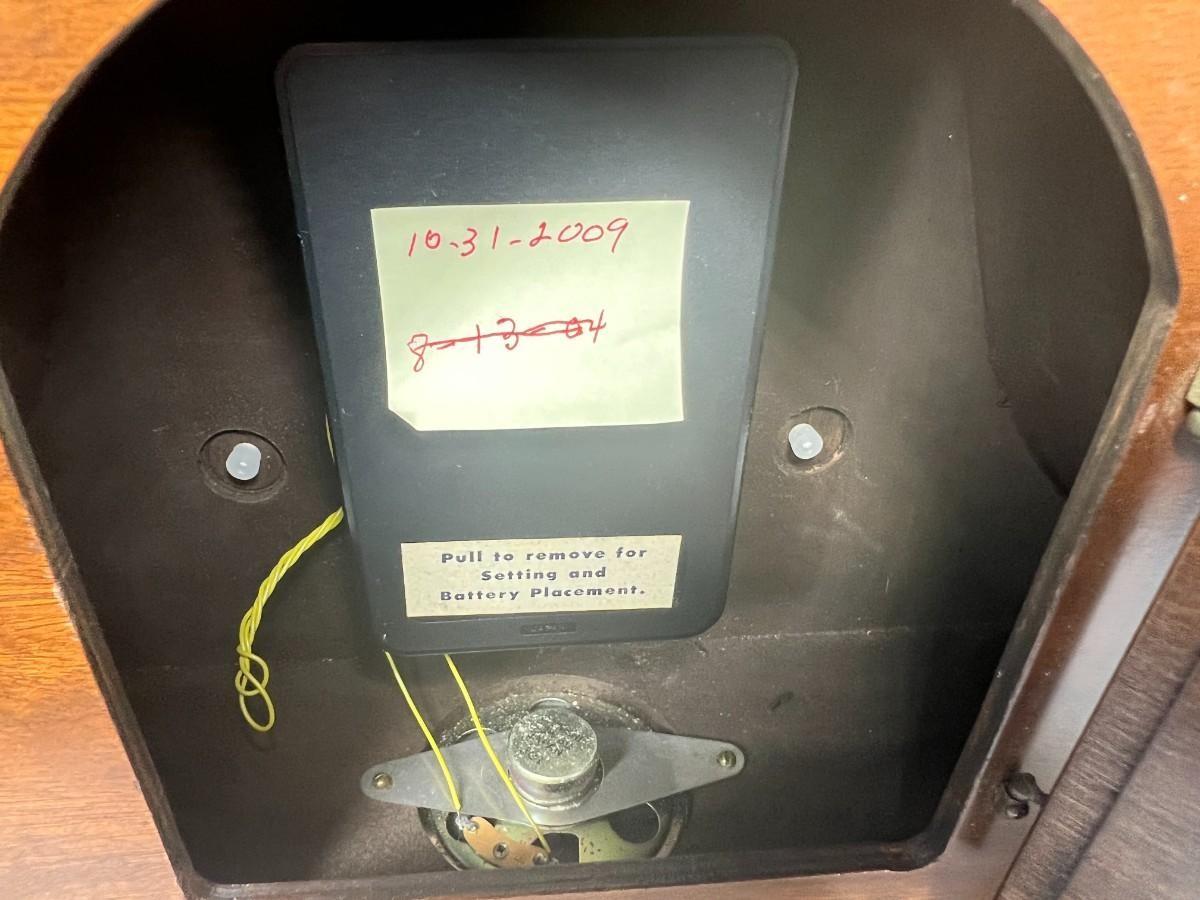 10-31-2009
8-13-04
Pull to remove for
Setting and
Battery Placement.